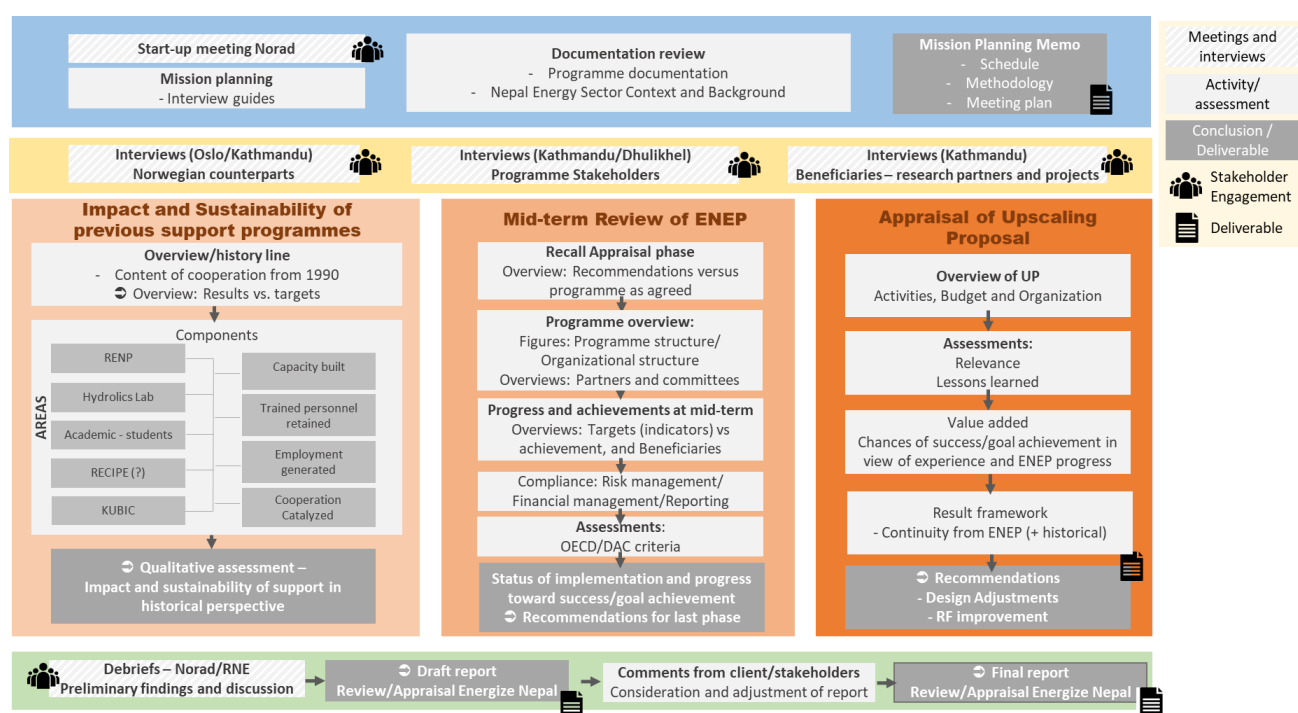 Start-up meeting Norad
Mission planning
- Interview guides
Documentation review
- Programme documentation
- Nepal Energy Sector Context and Background
Mission Planning Memo
- Schedule
- Methodology
- Meeting plan
Meetings and
interviews
Activity/
assessment
Conclusion /
Deliverable
Stakeholder
Engagement
Deliverable
Interviews (Oslo/Kathmandu)
Norwegian counterparts
Interviews (Kathmandu/Dhulikhel)
Programme Stakeholders
Interviews (Kathmandu)
Beneficiaries – research partners and projects
Impact and Sustainability of
previous support programmes
Overview/history line
- Content of cooperation from 1990
➲ Overview: Results vs. targets
Components
AREAS
RENP
Hydrolics Lab
Academic - students
RECIPE (?)
KUBIC
Capacity built
Trained personnel
retained
Employment
generated
Cooperation
Catalyzed
➲ Qualitative assessment –
Impact and sustainability of support in
historical perspective
Mid-term Review of ENEP
Recall Appraisal phase
Overview: Recommendations versus
programme as agreed
Programme overview:
Figures: Programme structure/
Organizational structure
Overviews: Partners and committees
Progress and achievements at mid-term
Overviews: Targets (indicators) vs
achievement, and Beneficiaries
Compliance: Risk management/
Financial management/Reporting
Assessments:
OECD/DAC criteria
Status of implementation and progress
toward success/goal achievement
➲ Recommendations for last phase
Appraisal of Upscaling
Proposal
Overview of UP
Activities, Budget and Organization
Assessments:
Relevance
Lessons learned
Value added
Chances of success/goal achievement in
view of experience and ENEP progress
Result framework
- Continuity from ENEP (+ historical)
➲ Recommendations
- Design Adjustments
- RF improvement
Debriefs – Norad/RNE
Preliminary findings and discussion
➲ Draft report
Review/Appraisal Energize Nepal
Comments from client/stakeholders
Consideration and adjustment of report
➲ Final report
Review/Appraisal Energize Nepal